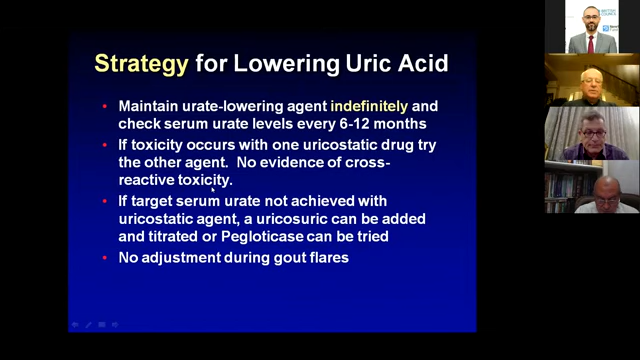 Strategy for Lowering Uric Acid
• Maintain urate-lowering agent indefinitely and
check serum urate levels every 6-12 months
• If toxicity occurs with one uricostatic drug try
the other agent. No evidence of cross-
reactive toxicity.
• If target serum urate not achieved with
uricostatic agent, a uricosuric can be added
and titrated or Pegloticase can be tried
• No adjustment during gout flares
BRITISH
COUNCIL